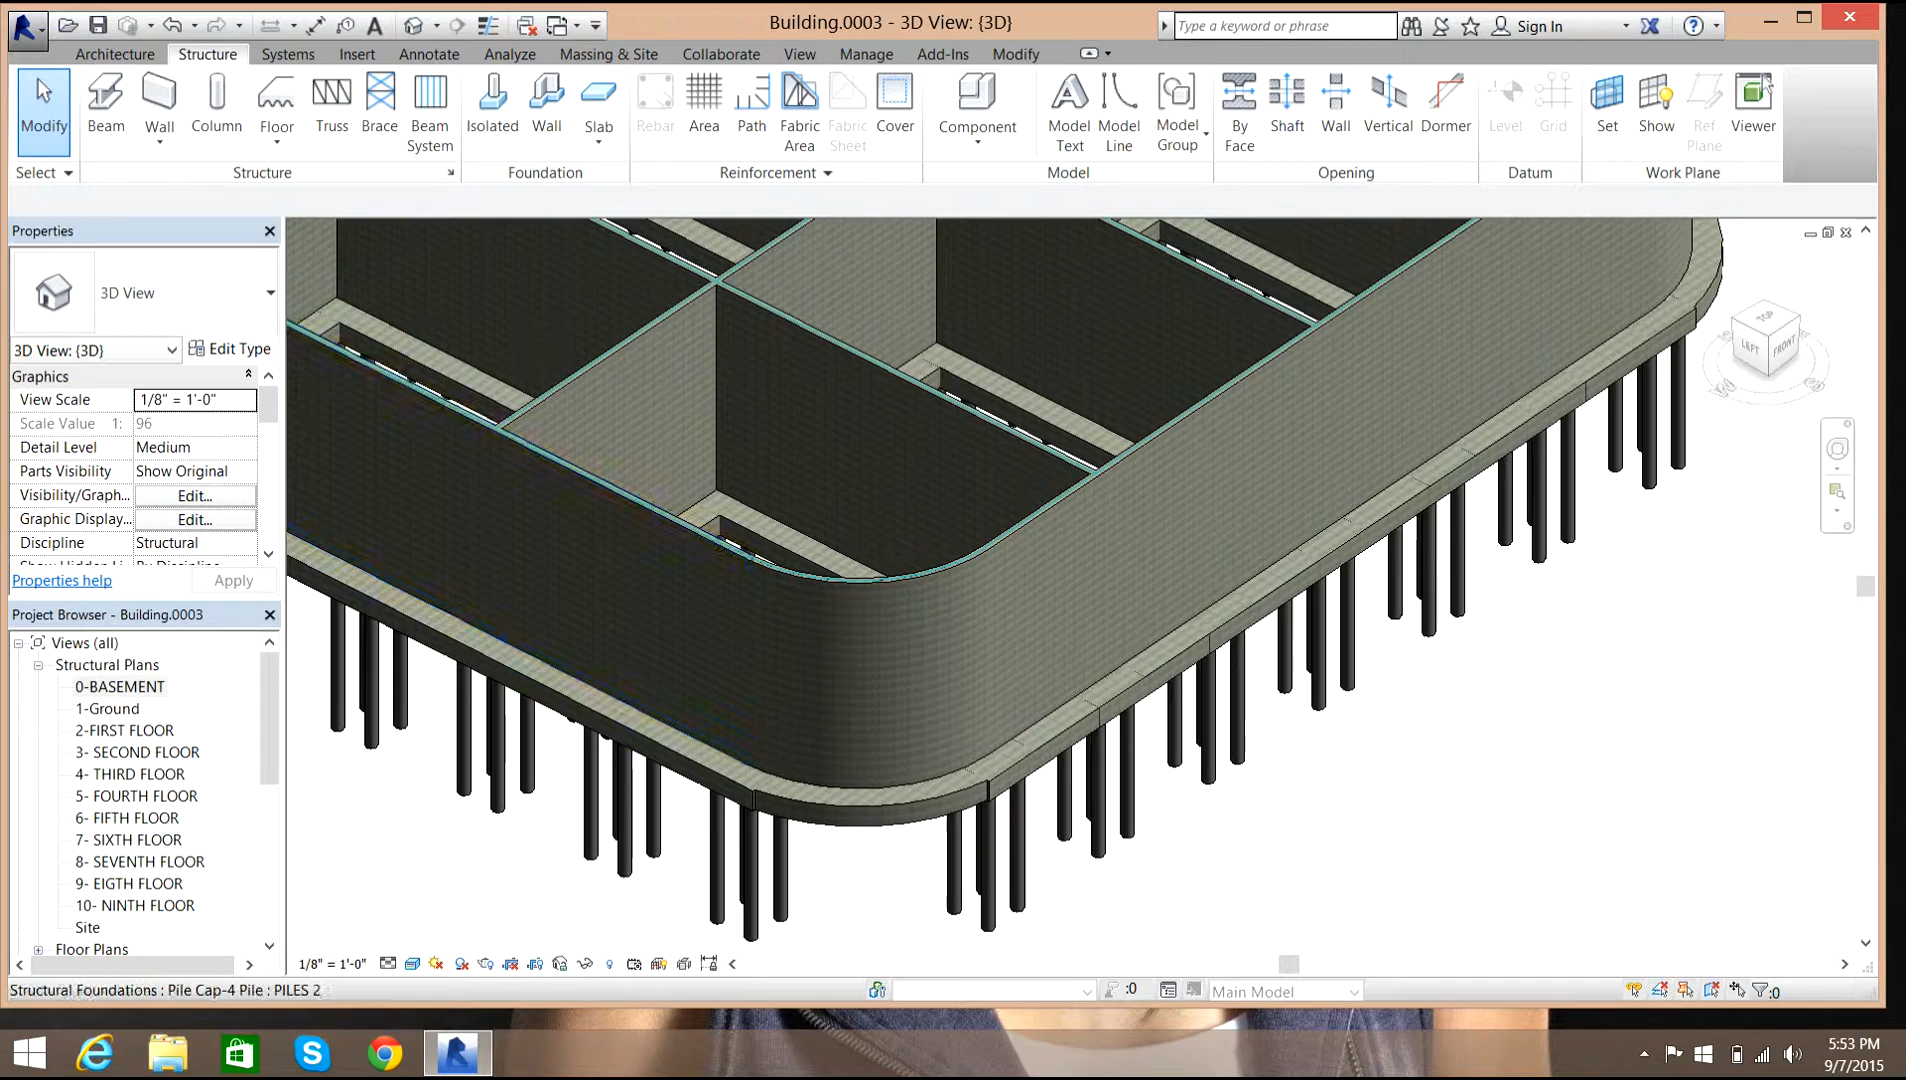 Building.0003 - 3D View: {3D}
Type a keyword or phrase
Sign In
Architecture Structure Systems Insert Annotate Analyze Massing & Site Collaborate View Manage Add-Ins Modify
Modify Beam Wall Column Floor Truss Brace Beam System Isolated Wall Slab Rebar Area Path Fabric Area Fabric Sheet Cover Component Model Text Model Line Model Group By Face Shaft Wall Vertical Dormer Level Grid Set Show Ref Plane Viewer
Select Structure Foundation Reinforcement Model Opening Datum Work Plane
Properties
3D View
3D View: {3D} Edit Type
Graphics
View Scale 1/8" = 1'-0"
Scale Value 1: 96
Detail Level Medium
Parts Visibility Show Original
Visibility/Graph... Edit...
Graphic Display... Edit...
Discipline Structural
Properties help Apply
Project Browser - Building.0003
Views (all)
Structural Plans
0-BASEMENT
1-Ground
2-FIRST FLOOR
3- SECOND FLOOR
4- THIRD FLOOR
5- FOURTH FLOOR
6- FIFTH FLOOR
7- SIXTH FLOOR
8- SEVENTH FLOOR
9- EIGTH FLOOR
10- NINTH FLOOR
Site
Floor Plans
TOP
LEFT FRONT
1/8" = 1'-0"
Structural Foundations : Pile Cap-4 Pile : PILES 2
:0
Main Model
:0
5:53 PM
9/7/2015